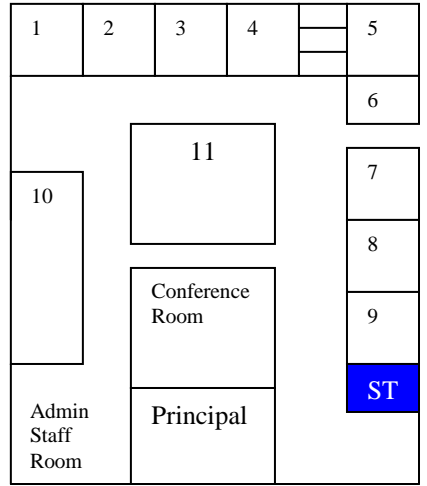 1 2 3 4 5
6
11
7
10
8
Conference
Room
9
ST
Admin
Staff
Room
Principal